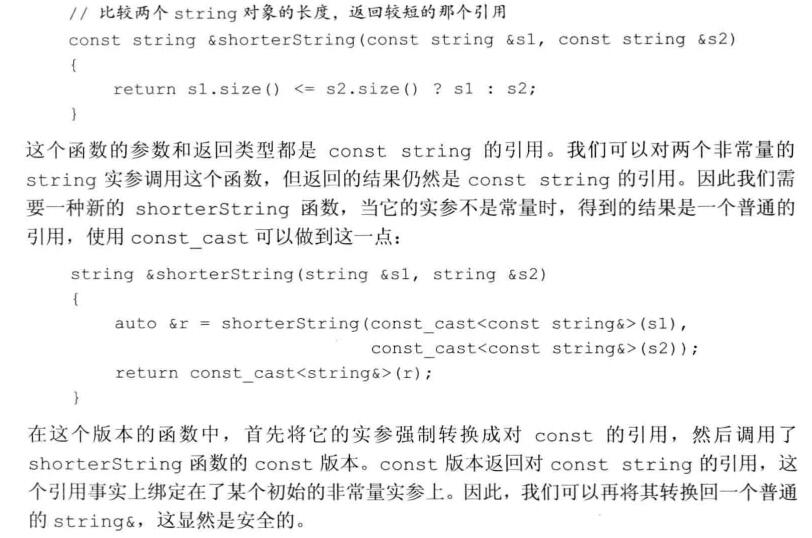 // 比较两个 string 对象的长度，返回较短的那个引用
const string &shorterString(const string &s1, const string &s2)
{
return s1.size() <= s2.size() ? s1 : s2;
}
这个函数的参数和返回类型都是 const string 的引用。我们可以对两个非常量的
string 实参调用这个函数，但返回的结果仍然是 const string 的引用。因此我们需
要一种新的 shorterString 函数，当它的实参不是常量时，得到的结果是一个普通的
引用，使用 const_cast 可以做到这一点：
string &shorterString(string &s1, string &s2)
{
auto &r = shorterString(const_cast<const string&>(s1),
const_cast<const string&>(s2));
return const_cast<string&>(r);
}
在这个版本的函数中，首先将它的实参强制转换成对 const 的引用，然后调用了
shorterString 函数的 const 版本。const 版本返回对 const string 的引用，这
个引用事实上绑定在了某个初始的非常量实参上。因此，我们可以再将其转换回一个普通
的 string&，这显然是安全的。